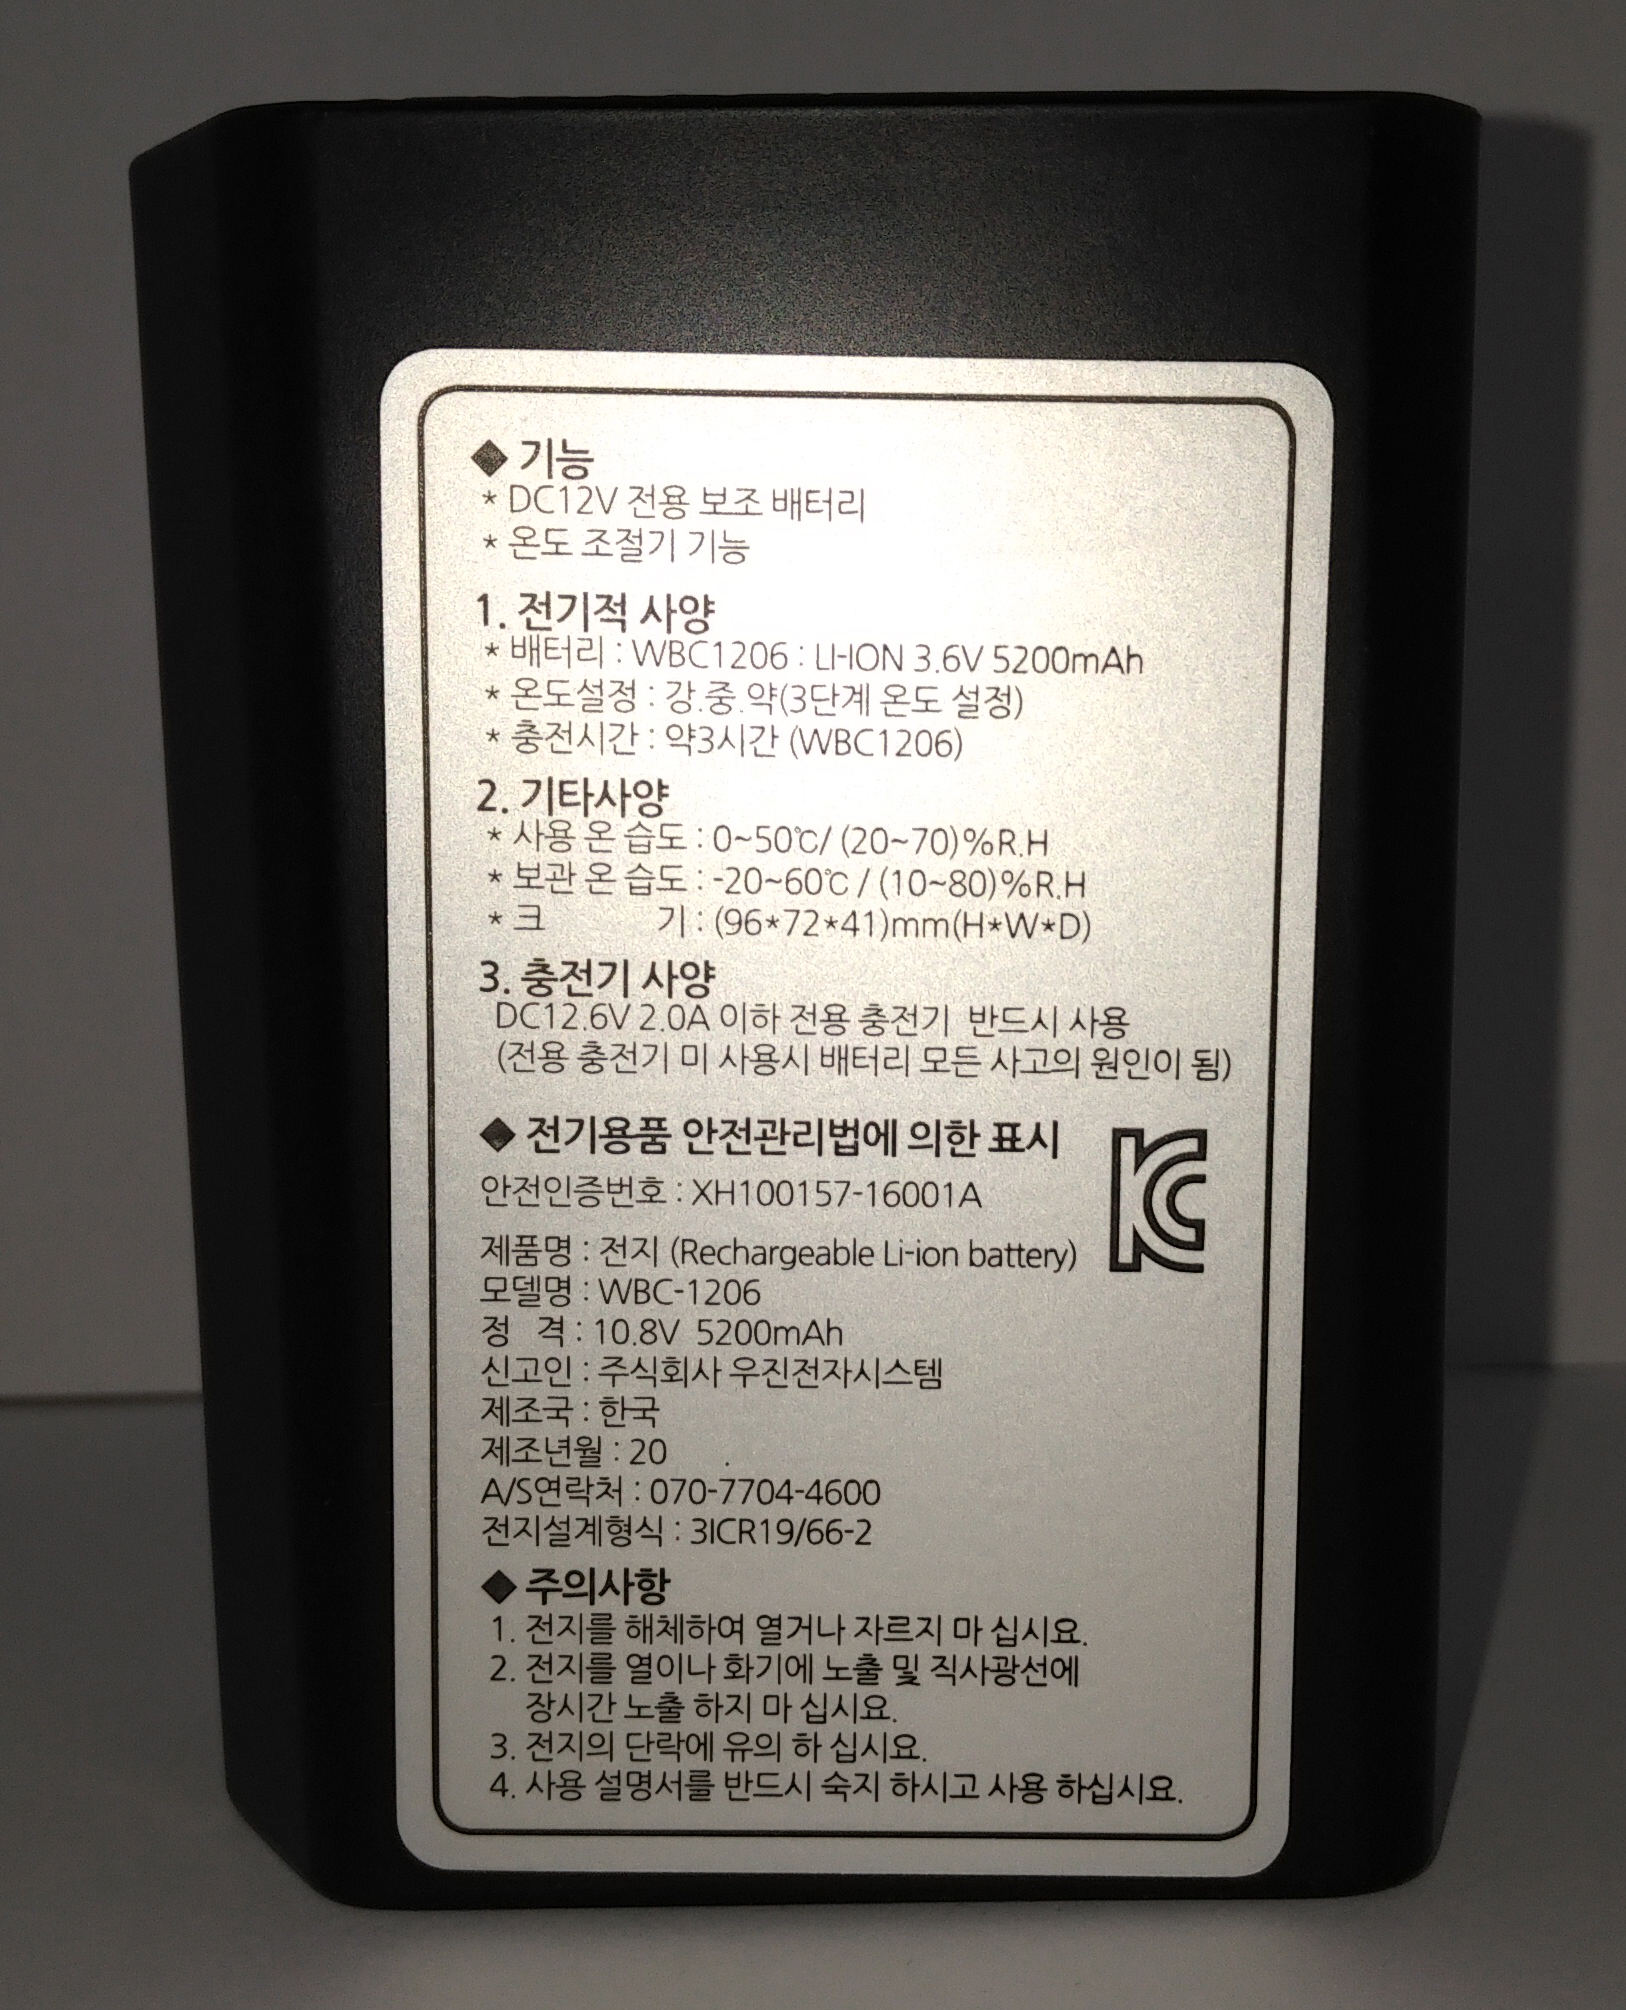 ◆ 기능
* DC12V 전용 보조 배터리
* 온도 조절기 기능
1. 전기적 사양
* 배터리 : WBC1206 : LI-ION 3.6V 5200mAh
* 온도설정 : 강.중.약(3단계 온도 설정)
* 충전시간 : 약3시간 (WBC1206)
2. 기타사양
* 사용 온 습도 : 0~50℃/ (20~70)%R.H
* 보관 온 습도 : -20~60℃ / (10~80)%R.H
* 크 기 : (96*72*41)mm(H*W*D)
3. 충전기 사양
DC12.6V 2.0A 이하 전용 충전기 반드시 사용
(전용 충전기 미 사용시 배터리 모든 사고의 원인이 됨)
◆ 전기용품 안전관리법에 의한 표시
KC
안전인증번호 : XH100157-16001A
제품명 : 전지 (Rechargeable Li-ion battery)
모델명 : WBC-1206
정 격 : 10.8V 5200mAh
신고인 : 주식회사 우진전자시스템
제조국 : 한국
제조년월 : 20 .
A/S연락처 : 070-7704-4600
전지설계형식 : 3ICR19/66-2
◆ 주의사항
1. 전지를 해체하여 열거나 자르지 마 십시요.
2. 전지를 열이나 화기에 노출 및 직사광선에
장시간 노출 하지 마 십시요.
3. 전지의 단락에 유의 하 십시요.
4. 사용 설명서를 반드시 숙지 하시고 사용 하십시요.